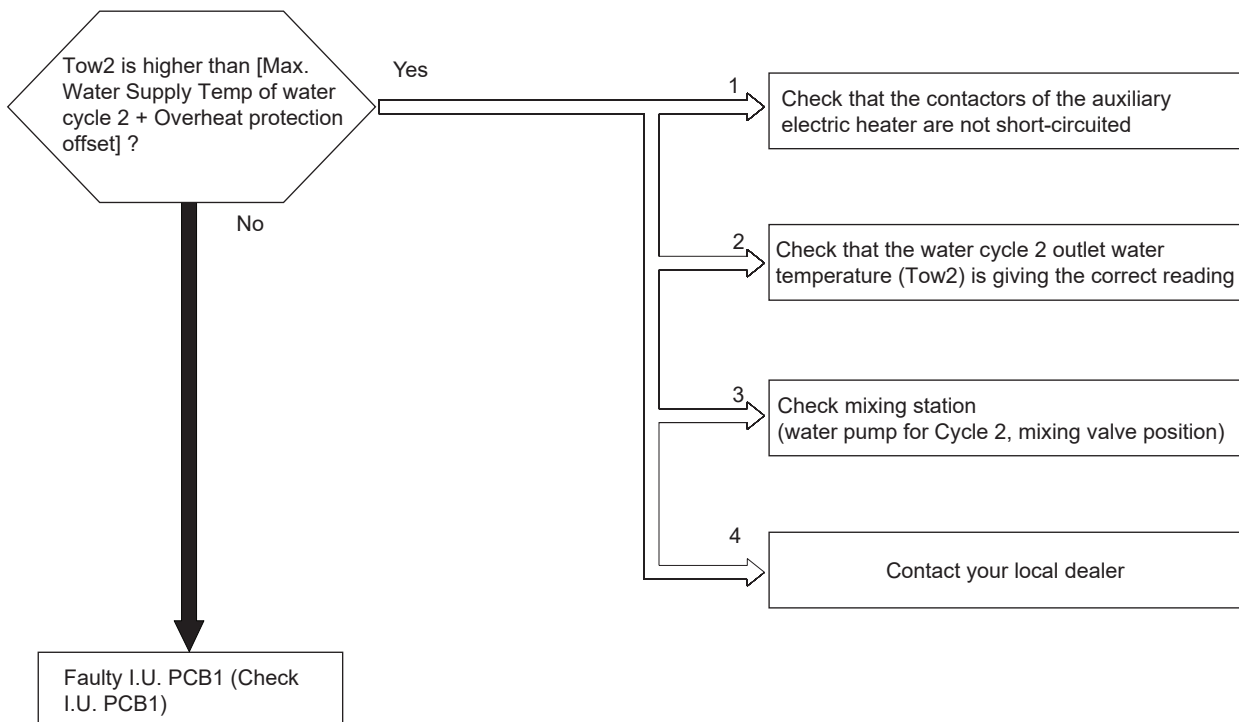 Tow2 is higher than [Max.
Water Supply Temp of water
cycle 2 + Overheat protection
offset] ?
Yes
No
1
Check that the contactors of the auxiliary
electric heater are not short-circuited
2
Check that the water cycle 2 outlet water
temperature (Tow2) is giving the correct reading
3
Check mixing station
(water pump for Cycle 2, mixing valve position)
4
Contact your local dealer
Faulty I.U. PCB1 (Check
I.U. PCB1)